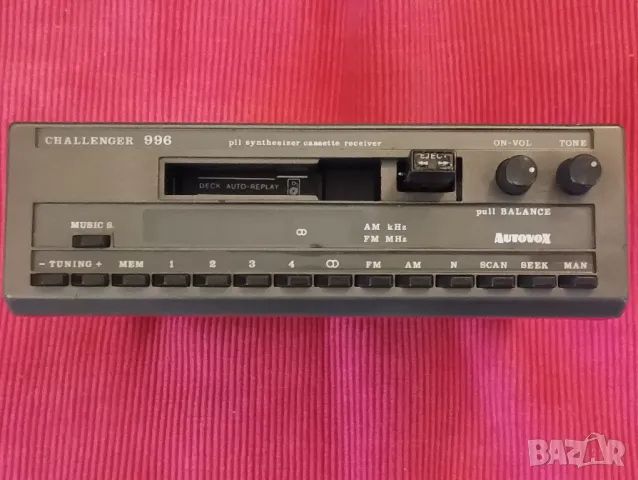 CHALLENGER 996
pll synthesizer cassette receiver
EJECT
ON-VOL
TONE
DECK AUTO-REPLAY
pull BALANCE
MUSIC S.
AM kHz
FM MHz
AUTOVOX
- TUNING +
MEM
1
2
3
4
FM
AM
N
SCAN
SEEK
MAN
BAZAR
bg